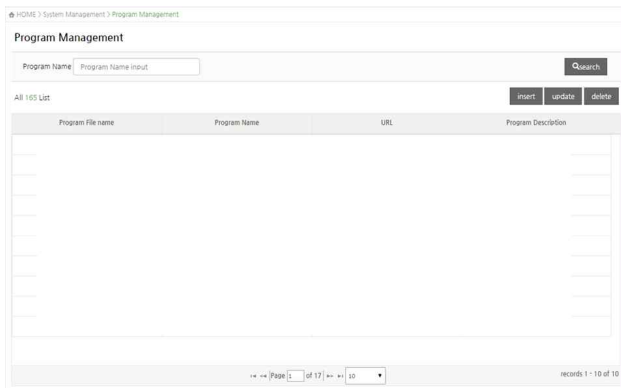 HOME > System Management > Program Management
Program Management
Program Name Program Name input search
All 165 List insert update delete
Program File name Program Name URL Program Description
Page 1 of 17 10 records 1 - 10 of 10